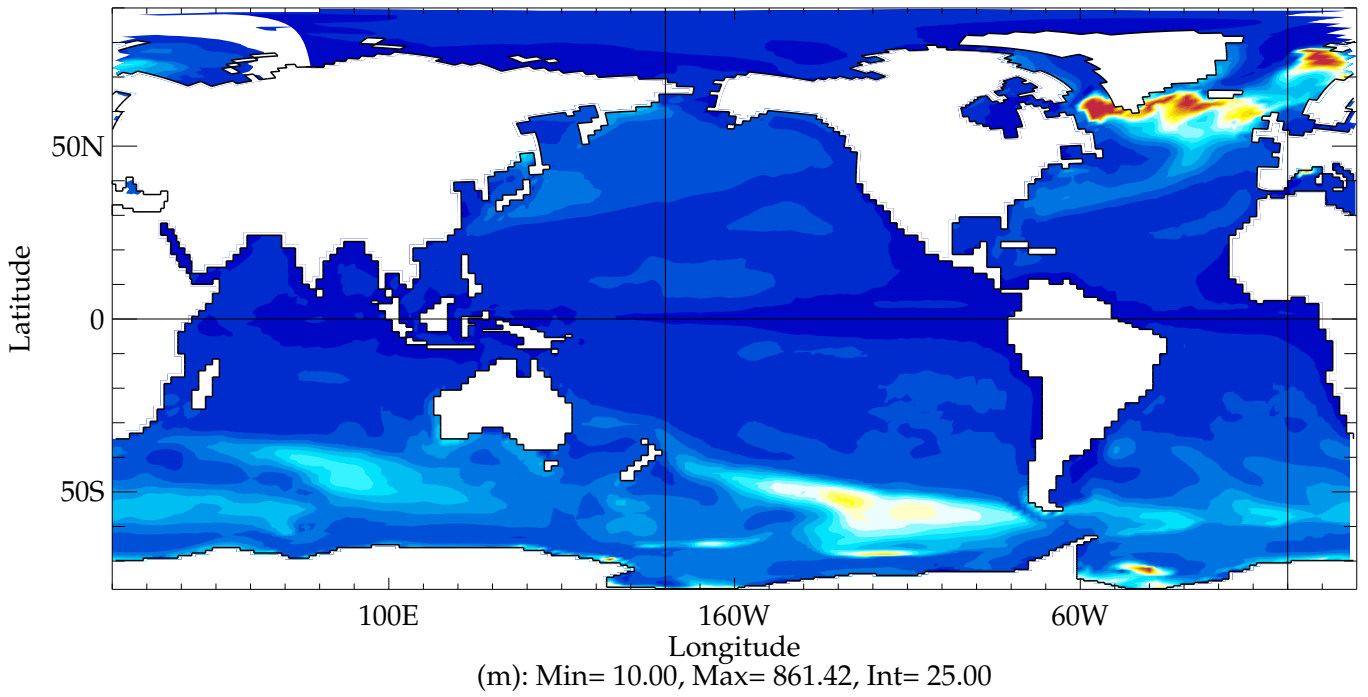 50N
0
50S
Latitude
100E
160W
60W
Longitude
(m): Min= 10.00, Max= 861.42, Int= 25.00